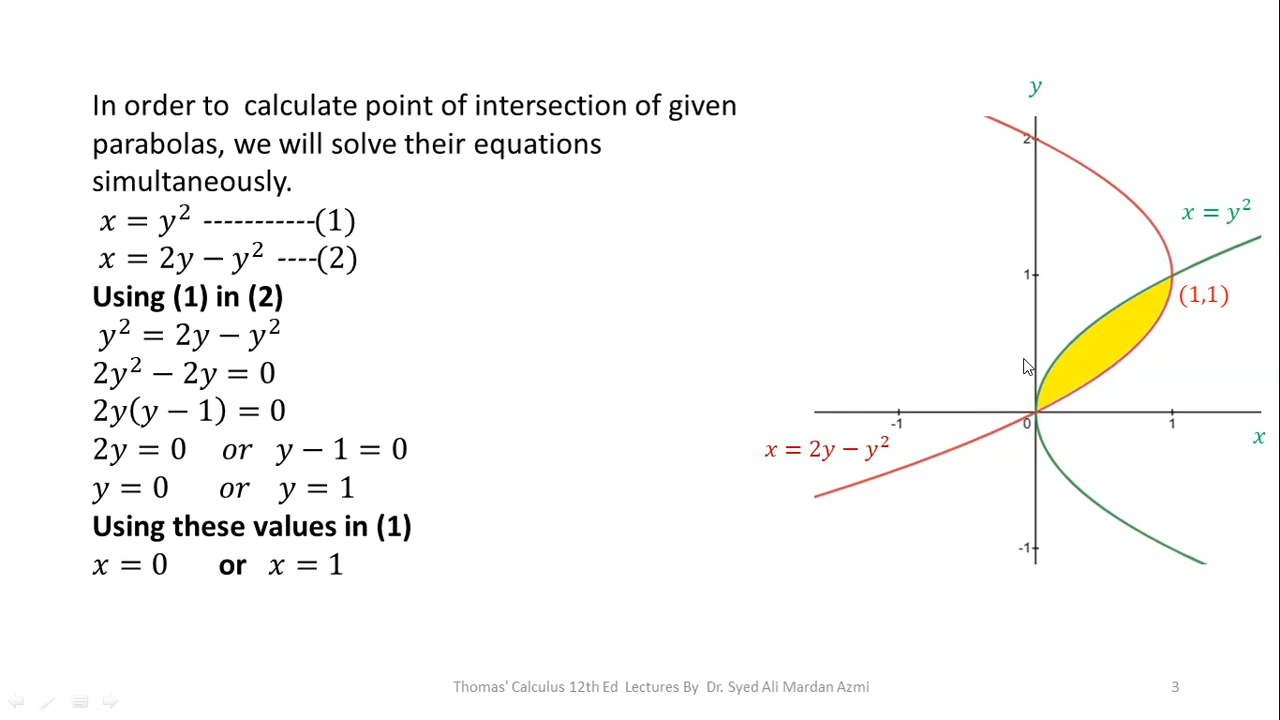 In order to calculate point of intersection of given
parabolas, we will solve their equations
simultaneously.
x = y² -----------(1)
x = 2y − y² ----(2)
Using (1) in (2)
y² = 2y − y²
2y² − 2y = 0
2y(y − 1) = 0
2y = 0 or y − 1 = 0
y = 0 or y = 1
Using these values in (1)
x = 0 or x = 1
y
2
x = y²
1
(1,1)
-1
0
1
x
x = 2y − y²
-1
Thomas' Calculus 12th Ed Lectures By Dr. Syed Ali Mardan Azmi
3